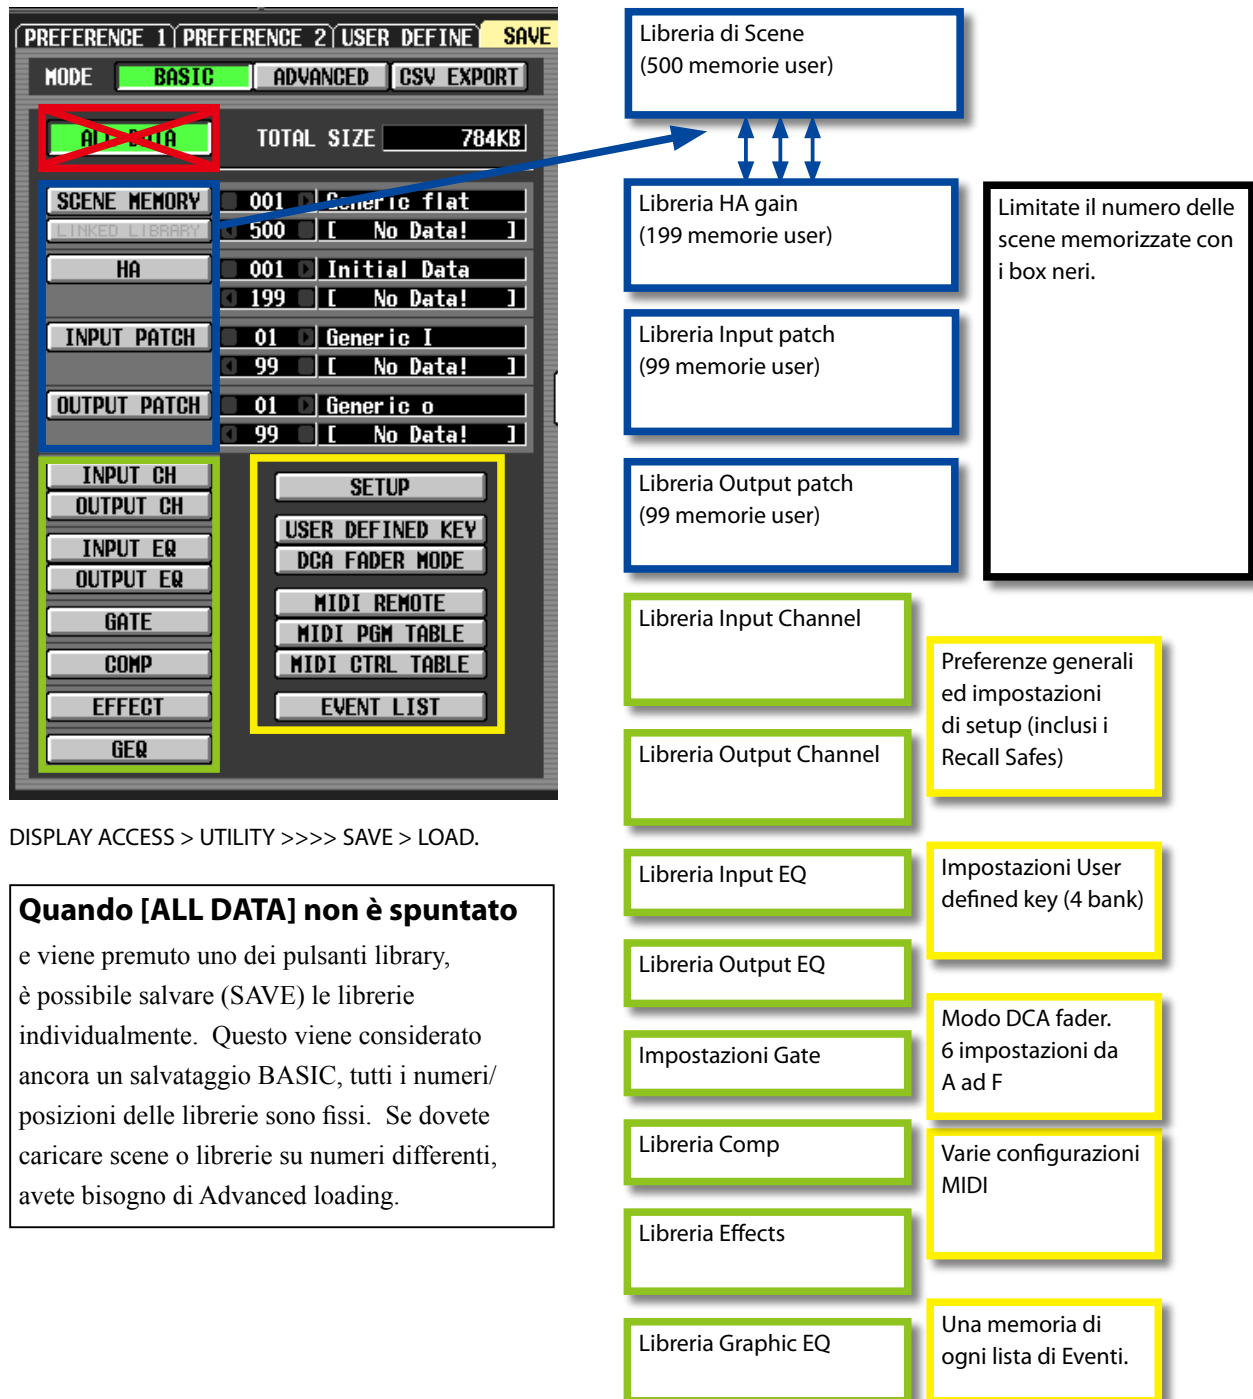 PREFERENCE 1 PREFERENCE 2 USER DEFINE SAVE
MODE BASIC ADVANCED CSV EXPORT
ALL DATA TOTAL SIZE 784KB
SCENE MEMORY 001 Generic flat
LINKED LIBRARY 500 [ No Data! ]
HA 001 Initial Data
199 [ No Data! ]
INPUT PATCH 01 Generic I
99 [ No Data! ]
OUTPUT PATCH 01 Generic o
99 [ No Data! ]
INPUT CH
OUTPUT CH
INPUT EQ
OUTPUT EQ
GATE
COMP
EFFECT
GEQ
SETUP
USER DEFINED KEY
DCA FADER MODE
MIDI REMOTE
MIDI PGM TABLE
MIDI CTRL TABLE
EVENT LIST
DISPLAY ACCESS > UTILITY >>>> SAVE > LOAD.
Quando [ALL DATA] non è spuntato
e viene premuto uno dei pulsanti library,
è possibile salvare (SAVE) le librerie
individualmente.  Questo viene considerato
ancora un salvataggio BASIC, tutti i numeri/
posizioni delle librerie sono fissi.  Se dovete
caricare scene o librerie su numeri differenti,
avete bisogno di Advanced loading.
Libreria di Scene
(500 memorie user)
Libreria HA gain
(199 memorie user)
Libreria Input patch
(99 memorie user)
Libreria Output patch
(99 memorie user)
Limitate il numero delle
scene memorizzate con
i box neri.
Libreria Input Channel
Libreria Output Channel
Libreria Input EQ
Libreria Output EQ
Impostazioni Gate
Libreria Comp
Libreria Effects
Libreria Graphic EQ
Preferenze generali
ed impostazioni
di setup (inclusi i
Recall Safes)
Impostazioni User
defined key (4 bank)
Modo DCA fader.
6 impostazioni da
A ad F
Varie configurazioni
MIDI
Una memoria di
ogni lista di Eventi.